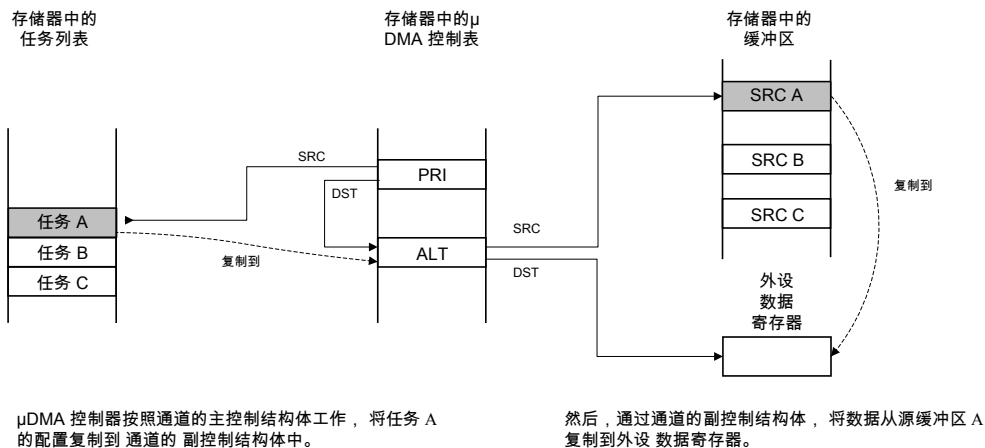 存储器中的
任务列表
存储器中的μ
DMA 控制表
存储器中的
缓冲区
SRC A
SRC
PRI
SRC B
复制到
DST
任务 A
SRC C
SRC
任务 B
复制到
ALT
DST
任务 C
外设
数据
寄存器
μDMA 控制器按照通道的主控制结构体工作， 将任务 A
的配置复制到 通道的 副控制结构体中。
然后，通过通道的副控制结构体， 将数据从源缓冲区 A
复制到外设 数据寄存器。